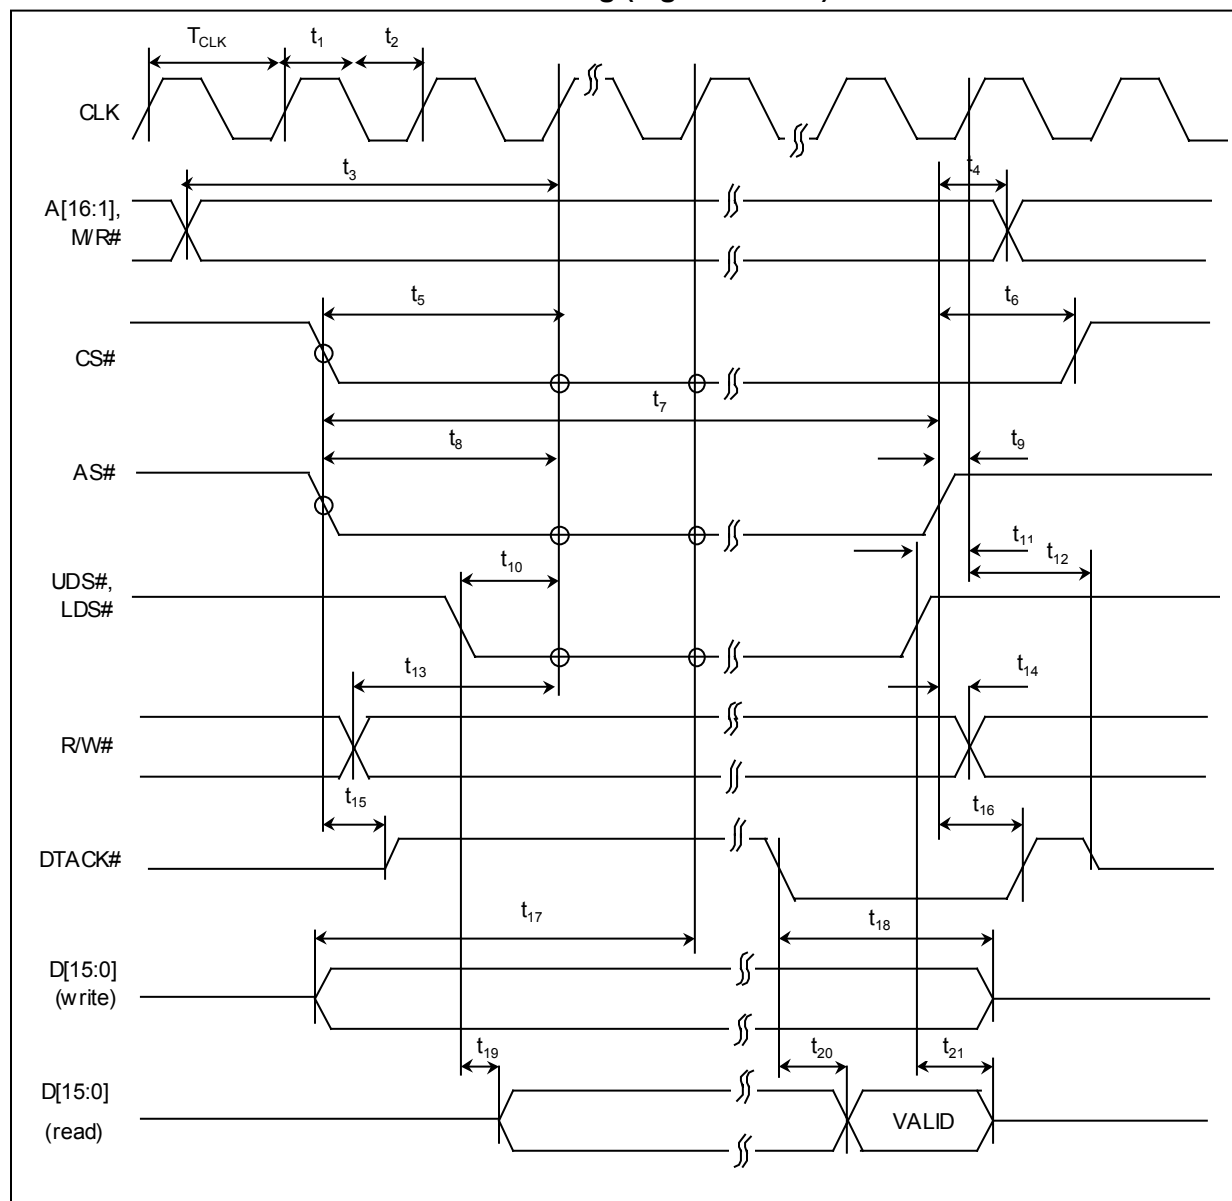 TCLK t1 t2
CLK
t3 t4
A[16:1],
M/R#
t5 t6
CS#
t7
t8 t9
AS#
t11
t10 t12
UDS#,
LDS#
t13 t14
R/W#
t15 t16
DTACK#
t17 t18
D[15:0]
(write)
t19 t20 t21
D[15:0]
VALID
(read)